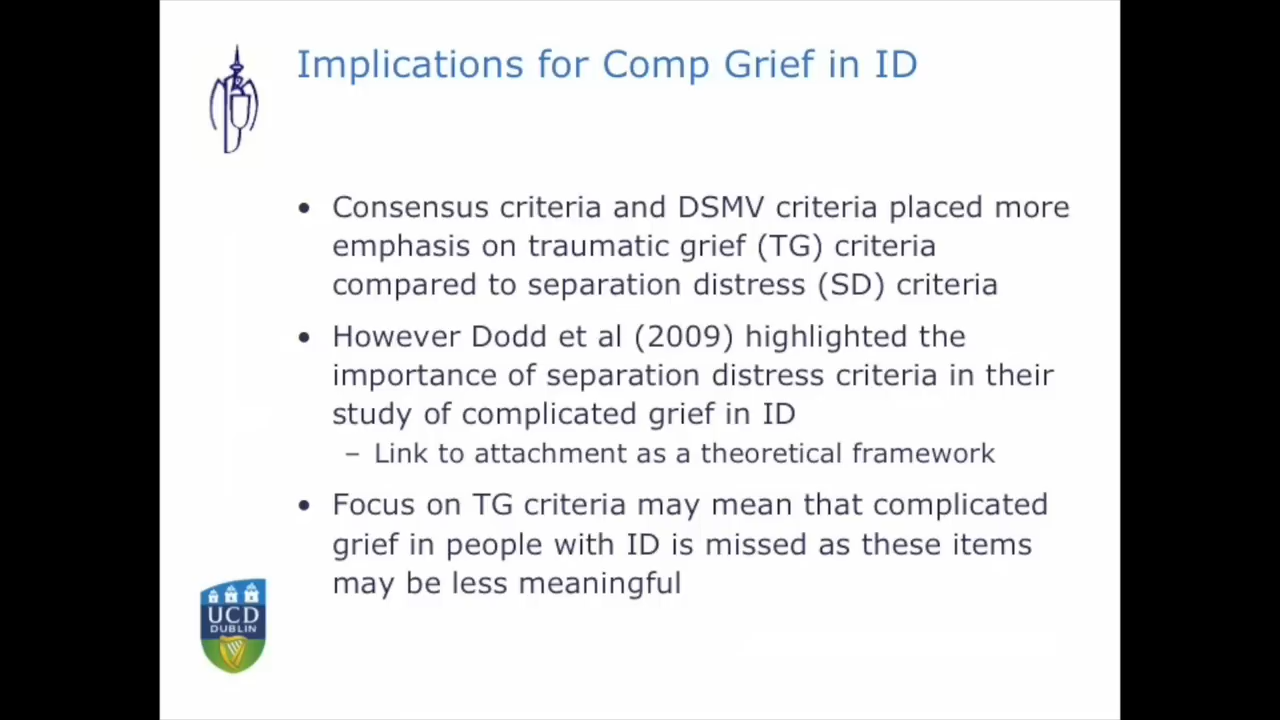 Implications for Comp Grief in ID
• Consensus criteria and DSMV criteria placed more
emphasis on traumatic grief (TG) criteria
compared to separation distress (SD) criteria
• However Dodd et al (2009) highlighted the
importance of separation distress criteria in their
study of complicated grief in ID
– Link to attachment as a theoretical framework
• Focus on TG criteria may mean that complicated
grief in people with ID is missed as these items
may be less meaningful
UCD
DUBLIN